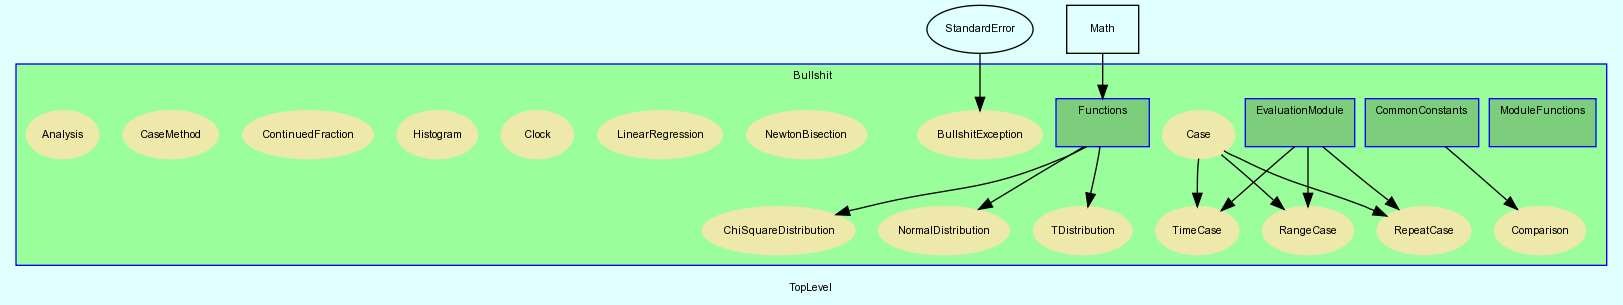 StandardError
Math
Bullshit
Functions
EvaluationModule
CommonConstants
ModuleFunctions
Analysis
CaseMethod
ContinuedFraction
Histogram
Clock
LinearRegression
NewtonBisection
BullshitException
Case
ChiSquareDistribution
NormalDistribution
TDistribution
TimeCase
RangeCase
RepeatCase
Comparison
TopLevel